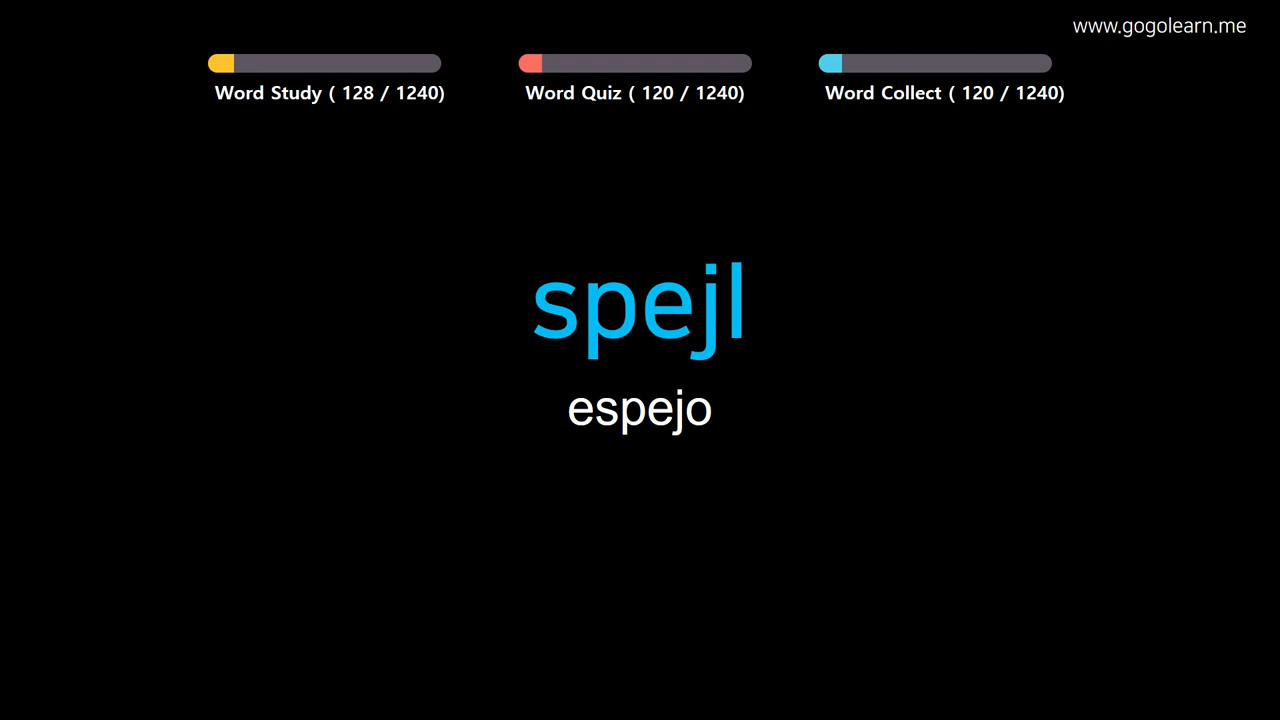 www.gogolearn.me
Word Study ( 128 / 1240)
Word Quiz ( 120 / 1240)
Word Collect ( 120 / 1240)
spejl
espejo